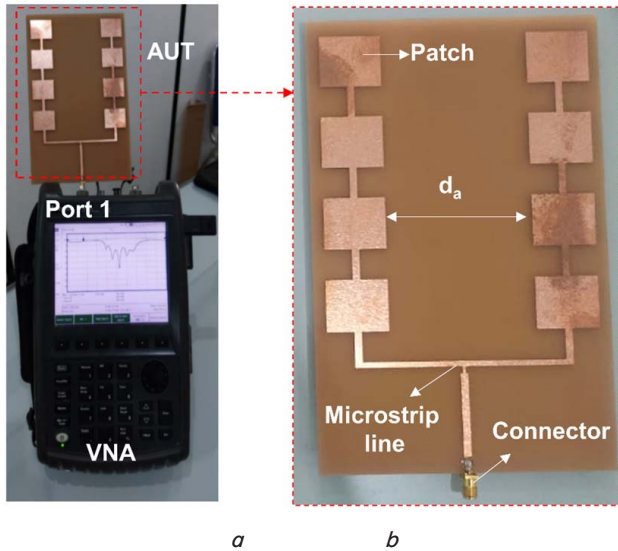 AUT
Port 1
VNA
Patch
dₐ
Microstrip
line
Connector
a
b